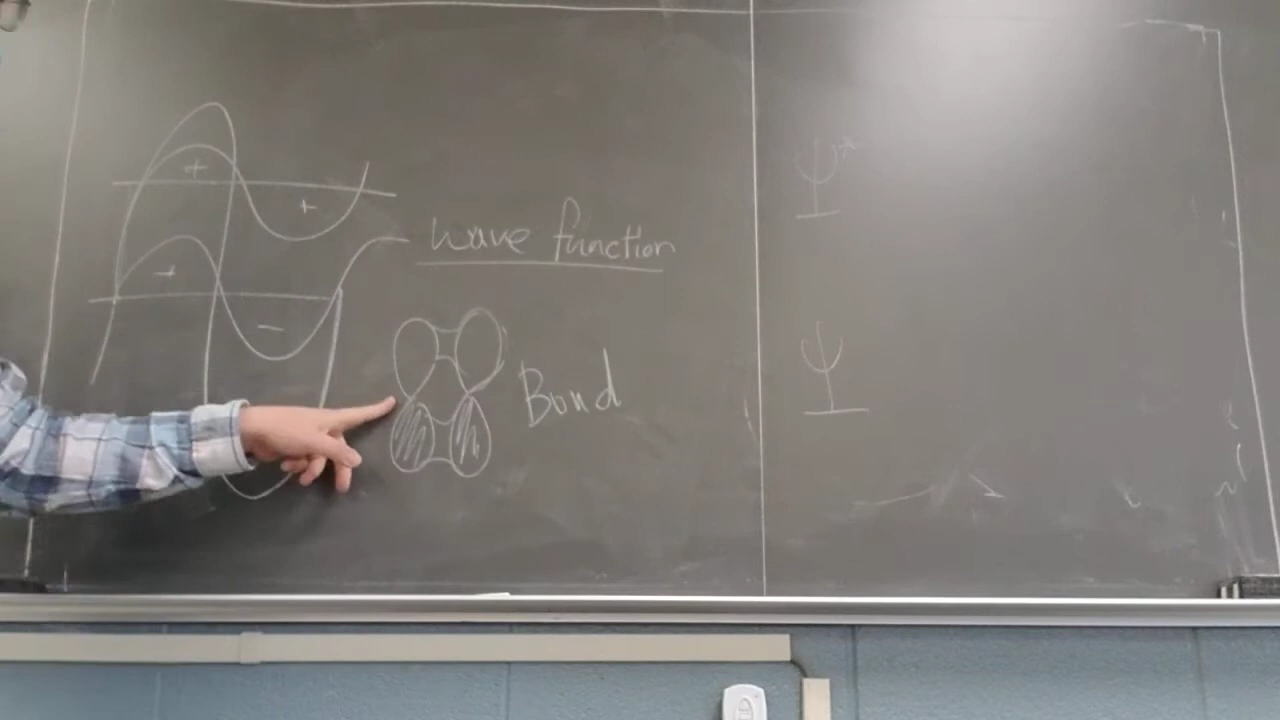 +
+
+
-
wave function
Bond
ψ*
ψ